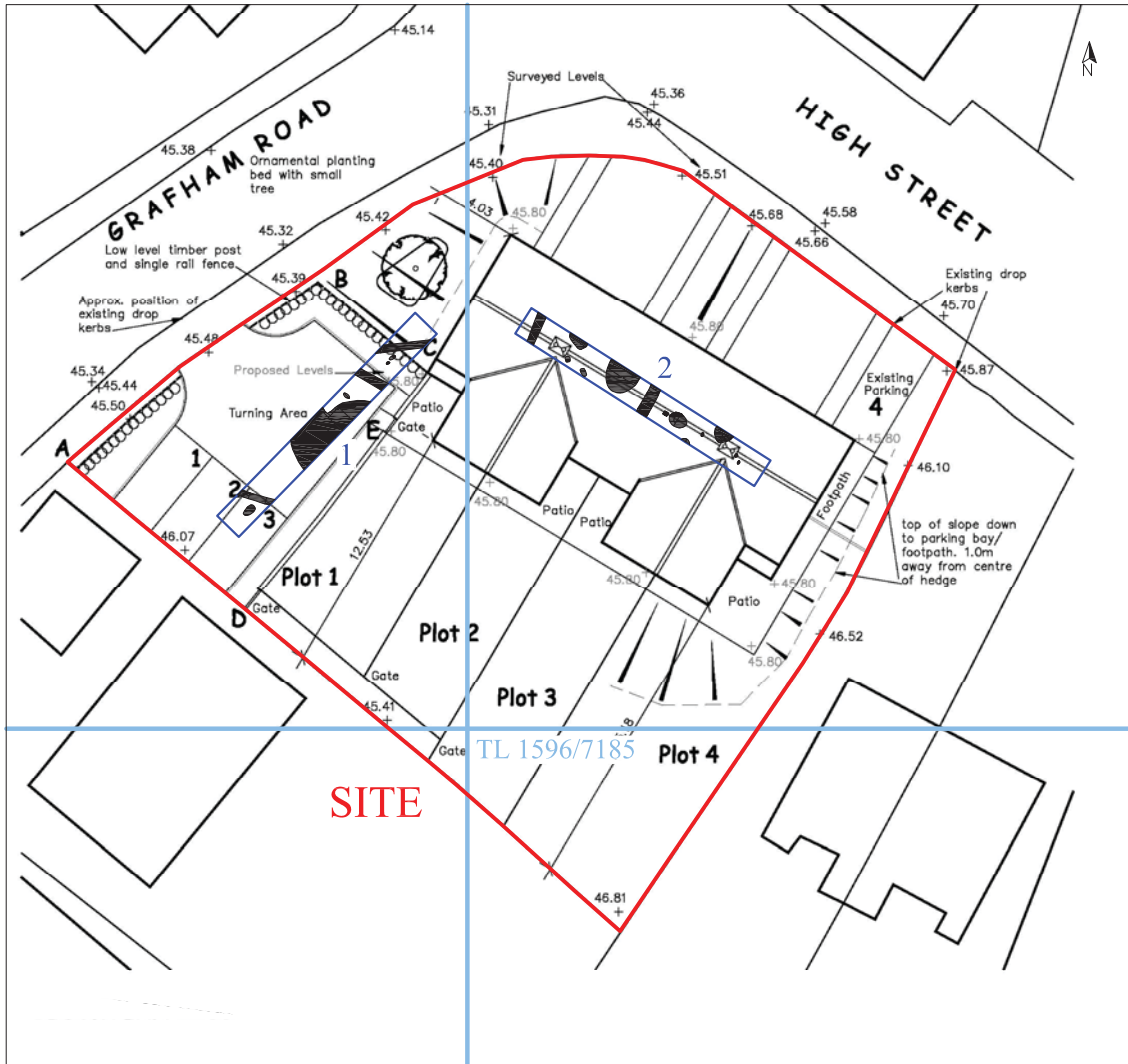 45.14
N
Surveyed Levels
45.36
45.44
45.31
HIGH STREET
GRAFHAM ROAD
45.38
Ornamental planting
bed with small
tree
45.40
45.51
4.03
45.80
45.68
45.58
45.66
45.42
45.32
Low level timber post
and single rail fence
45.39
B
Existing drop
kerbs
Approx. position of
existing drop
kerbs
45.70
45.48
45.80
C
2
45.34
45.44
45.50
Proposed Levels
45.80
45.87
Existing
Parking
4
Turning Area
Patio
Gate
E
45.80
A
1
1
45.80
46.10
45.80
2
3
Patio
Patio
Footpath
top of slope down
to parking bay/
footpath. 1.0m
away from centre
of hedge
46.07
12.53
Plot 1
45.80
45.80
Patio
D
Gate
Plot 2
46.52
45.80
Gate
Plot 3
45.41
Gate
TL 1596/7185
Plot 4
SITE
46.81